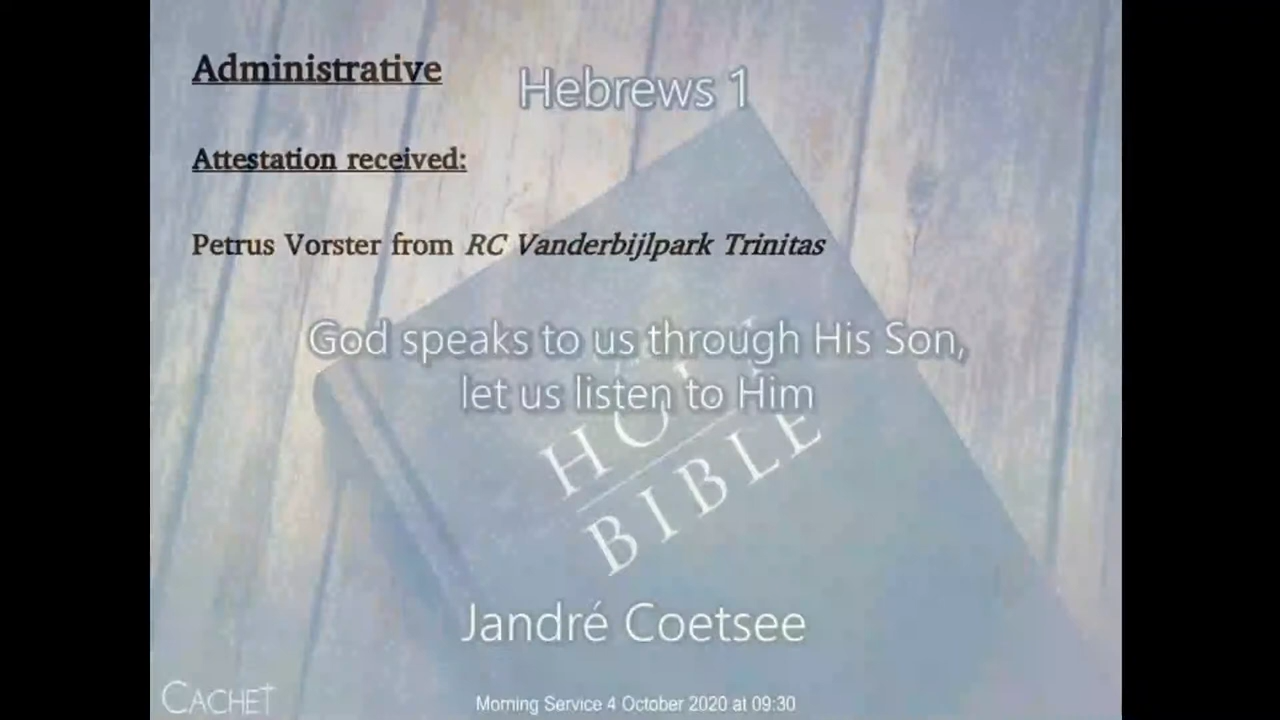 Administrative
Hebrews 1
Attestation received:
Petrus Vorster from RC Vanderbijlpark Trinitas
God speaks to us through His Son,
let us listen to Him
HOLY
BIBLE
Jandré Coetsee
CACHET
Morning Service 4 October 2020 at 09:30